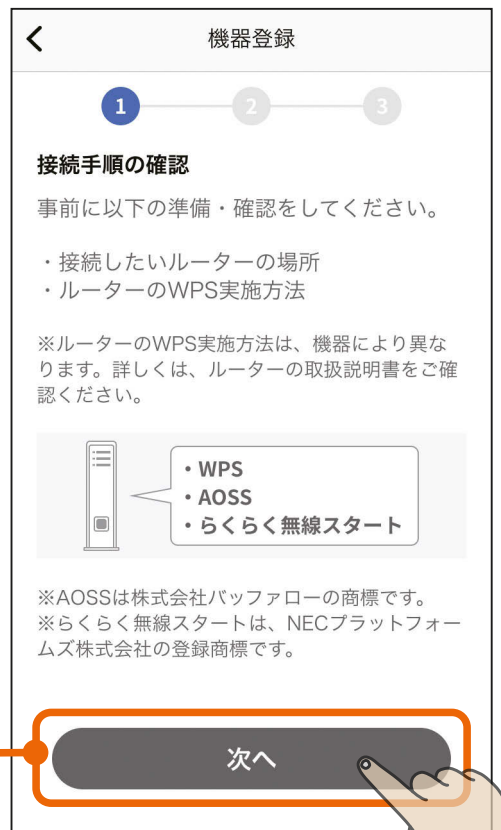 機器登録
1 2 3
接続手順の確認
事前に以下の準備・確認をしてください。
・接続したいルーターの場所
・ルーターのWPS実施方法
※ルーターのWPS実施方法は、機器により異な
ります。詳しくは、ルーターの取扱説明書をご確
認ください。
・WPS
・AOSS
・らくらく無線スタート
※AOSSは株式会社バッファローの商標です。
※らくらく無線スタートは、NECプラットフォー
ムズ株式会社の登録商標です。
次へ